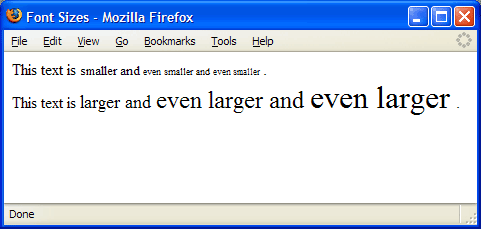 Font Sizes - Mozilla Firefox
File Edit View Go Bookmarks Tools Help
This text is smaller and even smaller and even smaller .
This text is larger and even larger and even larger .
Done